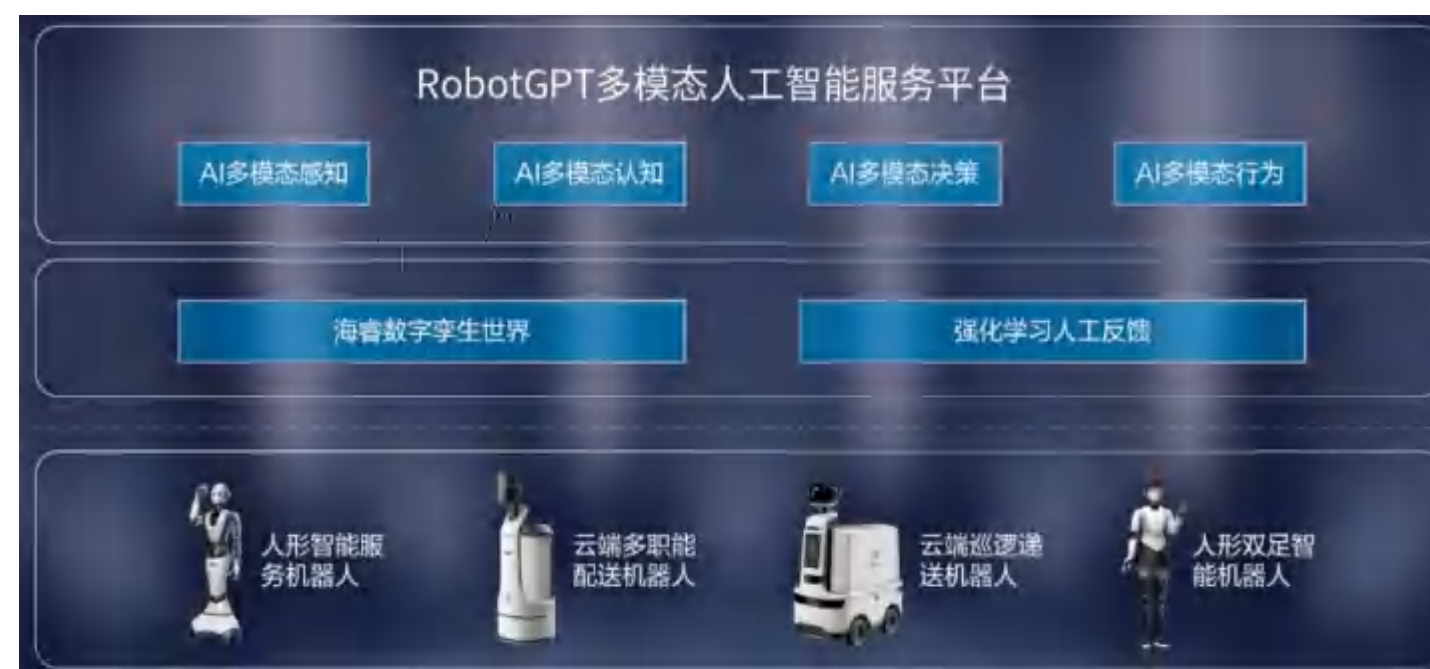 RobotGPT多模态人工智能服务平台
AI多模态感知
AI多模态认知
AI多模态决策
AI多模态行为
海睿数字孪生世界
强化学习人工反馈
人形智能服
务机器人
云端多职能
配送机器人
云端巡逻递
送机器人
人形双足智
能机器人